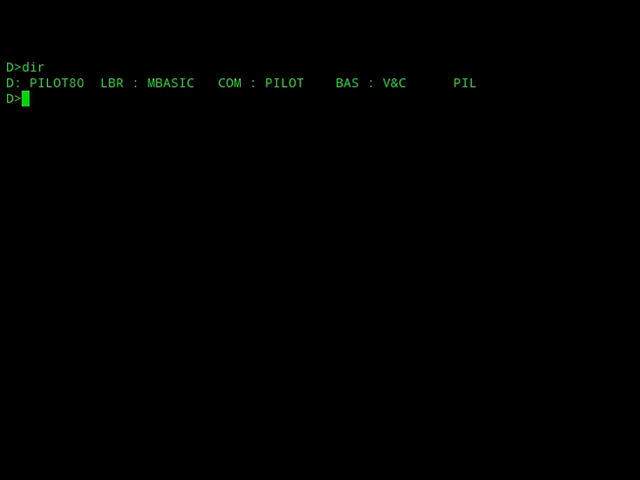 D>dir
D: PILOT80  LBR : MBASIC   COM : PILOT    BAS : V&C      PIL
D>